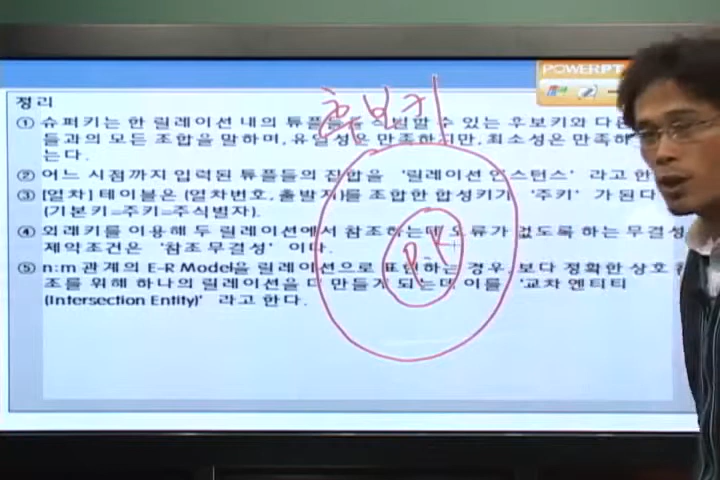 POWERPT
정리
후보키
① 슈퍼키는 한 릴레이션 내의 튜플들을 식별할 수 있는 후보키와 다른
들과의 모든 조합을 말하며, 유일성은 만족하지만, 최소성은 만족하
는다.
② 어느 시점까지 입력된 튜플들의 집합을 '릴레이션 인스턴스' 라고 한
③ [열차] 테이블은 (열차번호, 출발지)를 조합한 합성키가 '주키' 가 된다
(기본키=주키=주식별자).
④ 외래키를 이용해 두 릴레이션에서 참조하는데 오류가 없도록 하는 무결성
제약조건은 '참조 무결성' 이다.
P.K
⑤ n:m 관계의 E-R Model을 릴레이션으로 표현하는 경우, 보다 정확한 상호
조를 위해 하나의 릴레이션을 더 만들게 되는데 이를 '교차 엔티티
(Intersection Entity)' 라고 한다.